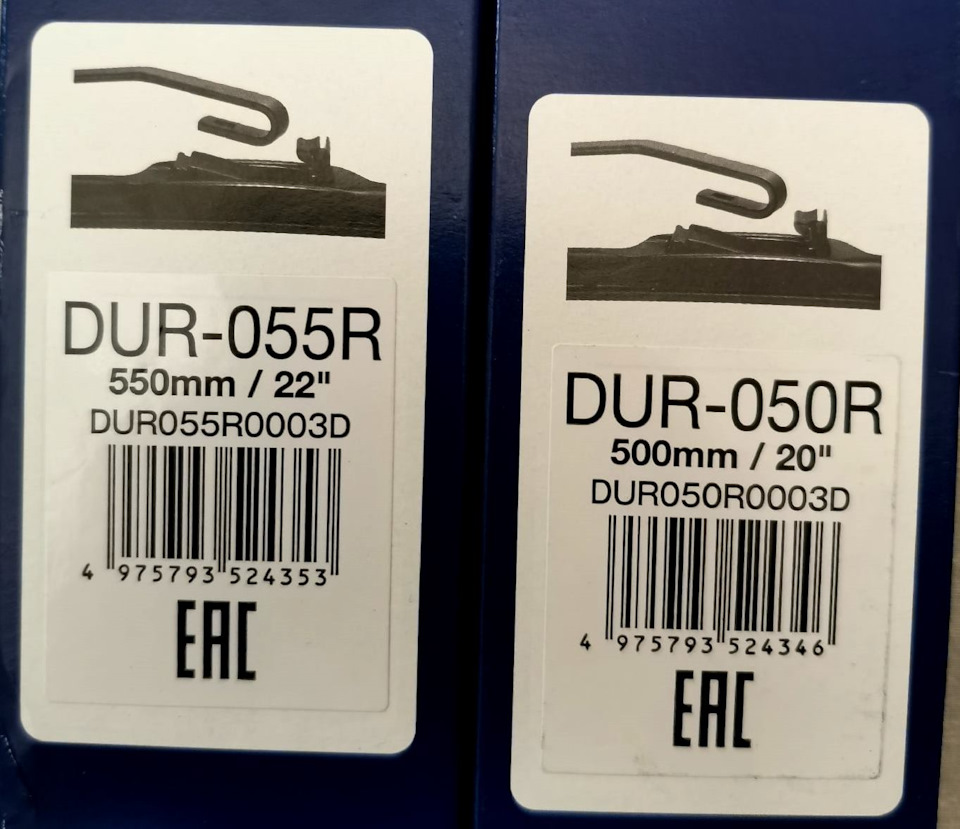 DUR-055R
550mm / 22"
DUR055R0003D
4 975793 524353
EAC
DUR-050R
500mm / 20"
DUR050R0003D
4 975793 524346
EAC